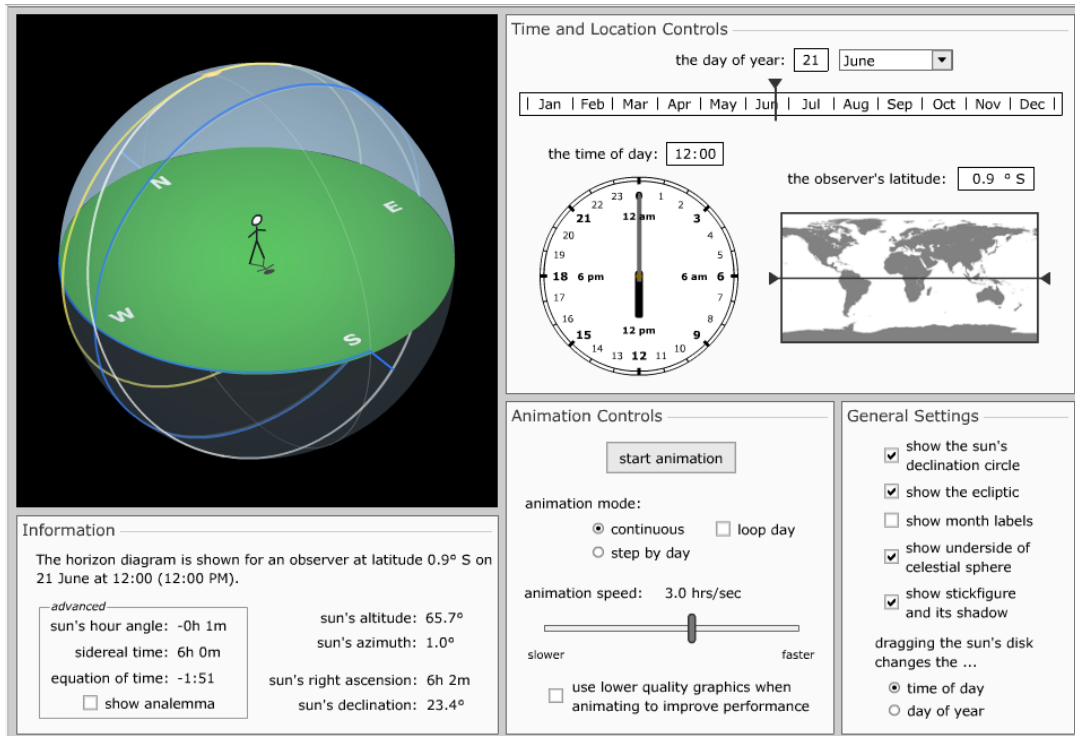 N
E
W
S
Time and Location Controls
the day of year: 21 June
Jan Feb Mar Apr May Jun Jul Aug Sep Oct Nov Dec
the time of day: 12:00
the observer's latitude: 0.9 ° S
12 am
1
2
3
4
5
6 am 6
7
8
9
10
11
12
12 pm
13
14
15
16
17
18 6 pm
19
20
21
22
23
0
Information
The horizon diagram is shown for an observer at latitude 0.9° S on
21 June at 12:00 (12:00 PM).
advanced
sun's hour angle: -0h 1m
sidereal time: 6h 0m
equation of time: -1:51
show analemma
sun's altitude: 65.7°
sun's azimuth: 1.0°
sun's right ascension: 6h 2m
sun's declination: 23.4°
Animation Controls
start animation
animation mode:
continuous
loop day
step by day
animation speed: 3.0 hrs/sec
slower
faster
use lower quality graphics when
animating to improve performance
General Settings
show the sun's
declination circle
show the ecliptic
show month labels
show underside of
celestial sphere
show stickfigure
and its shadow
dragging the sun's disk
changes the ...
time of day
day of year